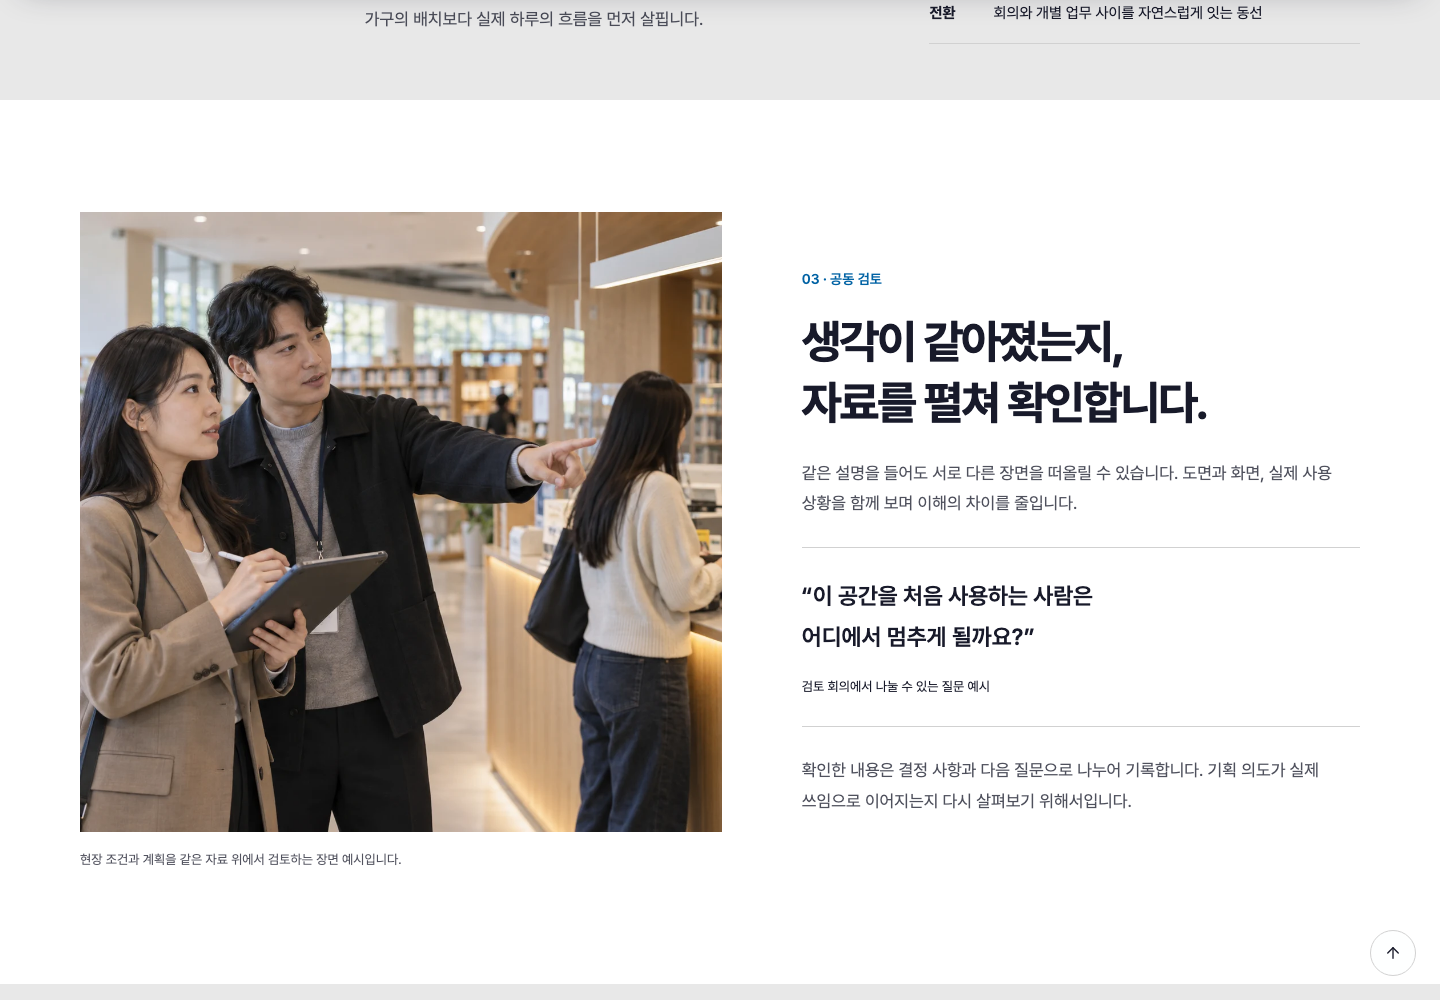 가구의 배치보다 실제 하루의 흐름을 먼저 살핍니다.
전환 회의와 개별 업무 사이를 자연스럽게 잇는 동선
03 · 공동 검토
생각이 같아졌는지,
자료를 펼쳐 확인합니다.
같은 설명을 들어도 서로 다른 장면을 떠올릴 수 있습니다. 도면과 화면, 실제 사용
상황을 함께 보며 이해의 차이를 줄입니다.
“이 공간을 처음 사용하는 사람은
어디에서 멈추게 될까요?”
검토 회의에서 나눌 수 있는 질문 예시
확인한 내용은 결정 사항과 다음 질문으로 나누어 기록합니다. 기획 의도가 실제
쓰임으로 이어지는지 다시 살펴보기 위해서입니다.
현장 조건과 계획을 같은 자료 위에서 검토하는 장면 예시입니다.